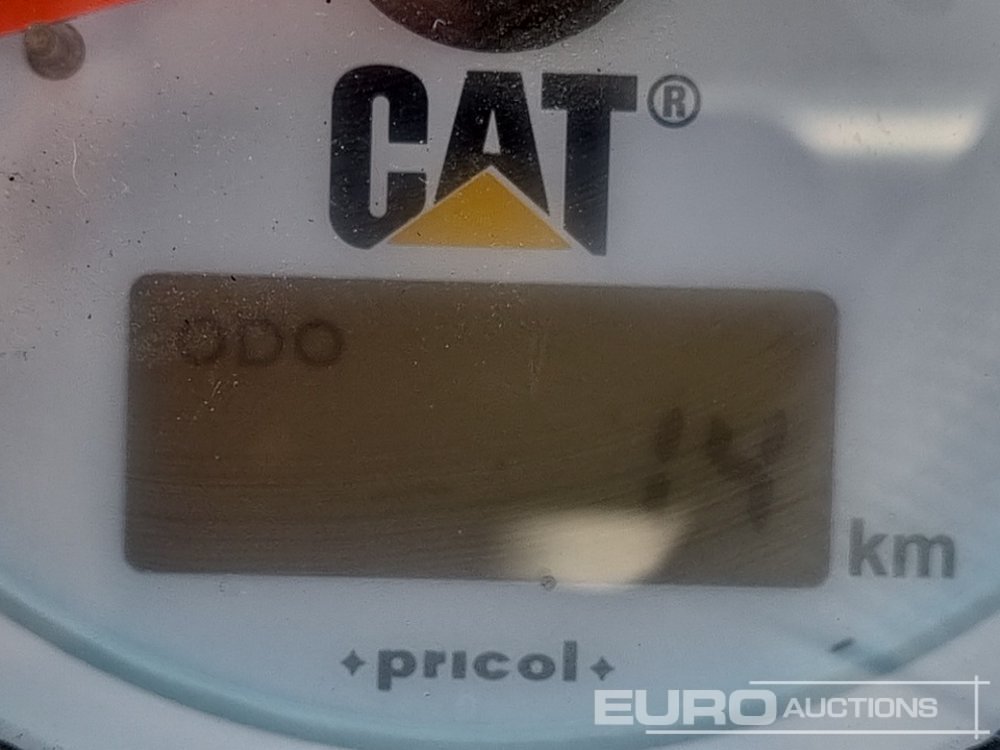 CAT®
ODO
14
km
pricol
EURO AUCTIONS